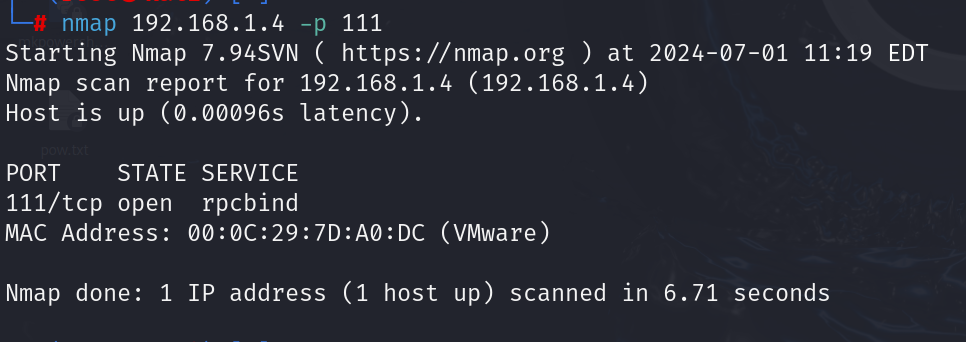 └─# nmap 192.168.1.4 -p 111
Starting Nmap 7.94SVN ( https://nmap.org ) at 2024-07-01 11:19 EDT
Nmap scan report for 192.168.1.4 (192.168.1.4)
Host is up (0.00096s latency).
paw.txt
PORT    STATE SERVICE
111/tcp open  rpcbind
MAC Address: 00:0C:29:7D:A0:DC (VMware)
Nmap done: 1 IP address (1 host up) scanned in 6.71 seconds